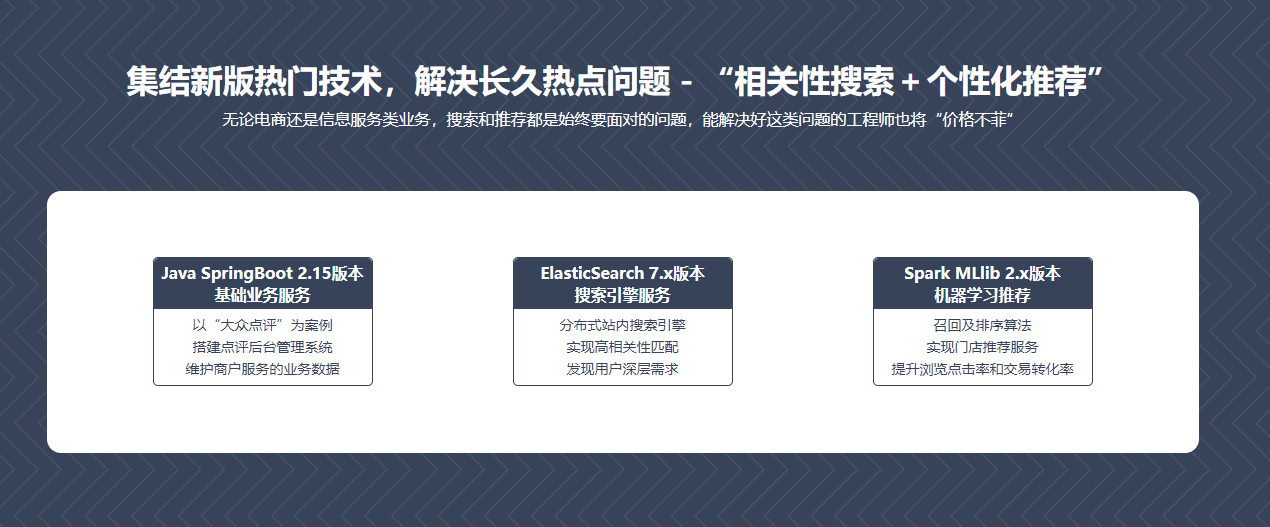 集结新版热门技术，解决长久热点问题 - “相关性搜索 + 个性化推荐”
无论电商还是信息服务类业务，搜索和推荐都是始终要面对的问题，能解决好这类问题的工程师也将“价格不菲“
Java SpringBoot 2.15版本
基础业务服务
以“大众点评”为案例
搭建点评后台管理系统
维护商户服务的业务数据
ElasticSearch 7.x版本
搜索引擎服务
分布式站内搜索引擎
实现高相关性匹配
发现用户深层需求
Spark MLlib 2.x版本
机器学习推荐
召回及排序算法
实现门店推荐服务
提升浏览点击率和交易转化率